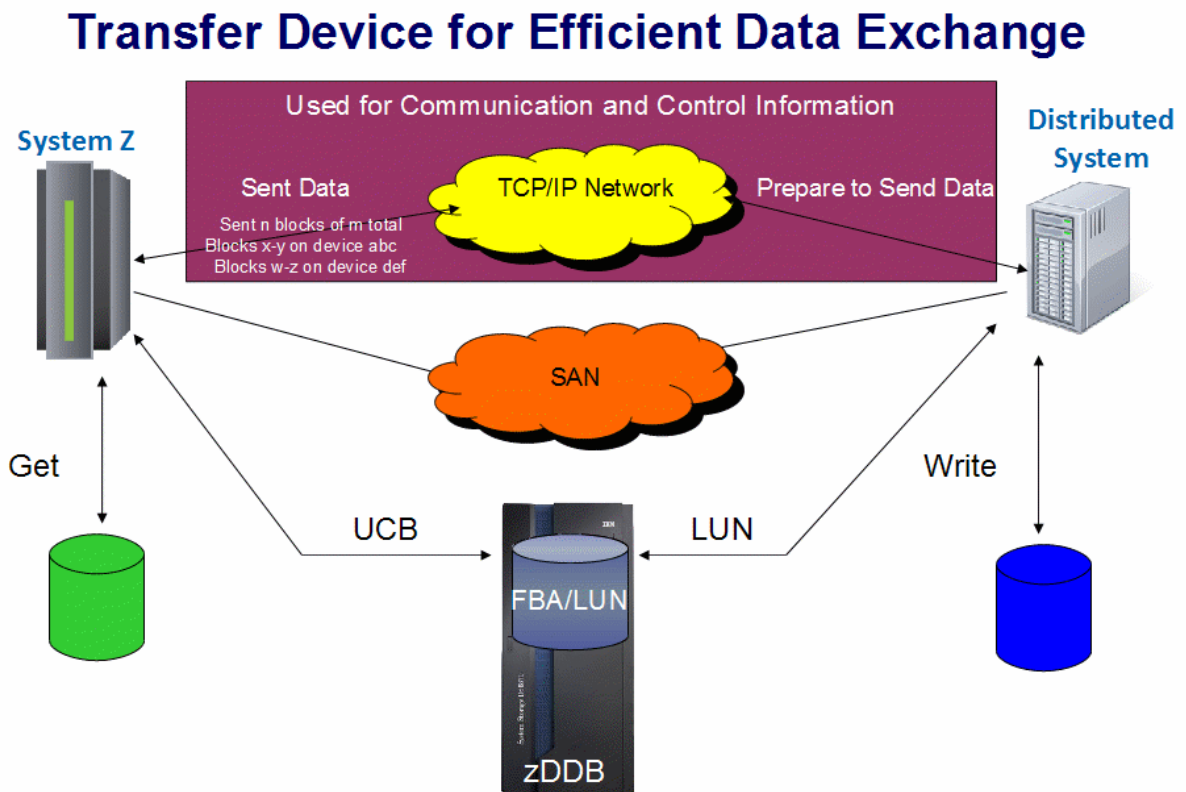 Transfer Device for Efficient Data Exchange
Used for Communication and Control Information
System Z
Distributed
System
Sent Data
TCP/IP Network
Prepare to Send Data
Sent n blocks of m total
Blocks x-y on device abc
Blocks w-z on device def
SAN
Get
Write
UCB
LUN
IBM
FBA/LUN
zDDB